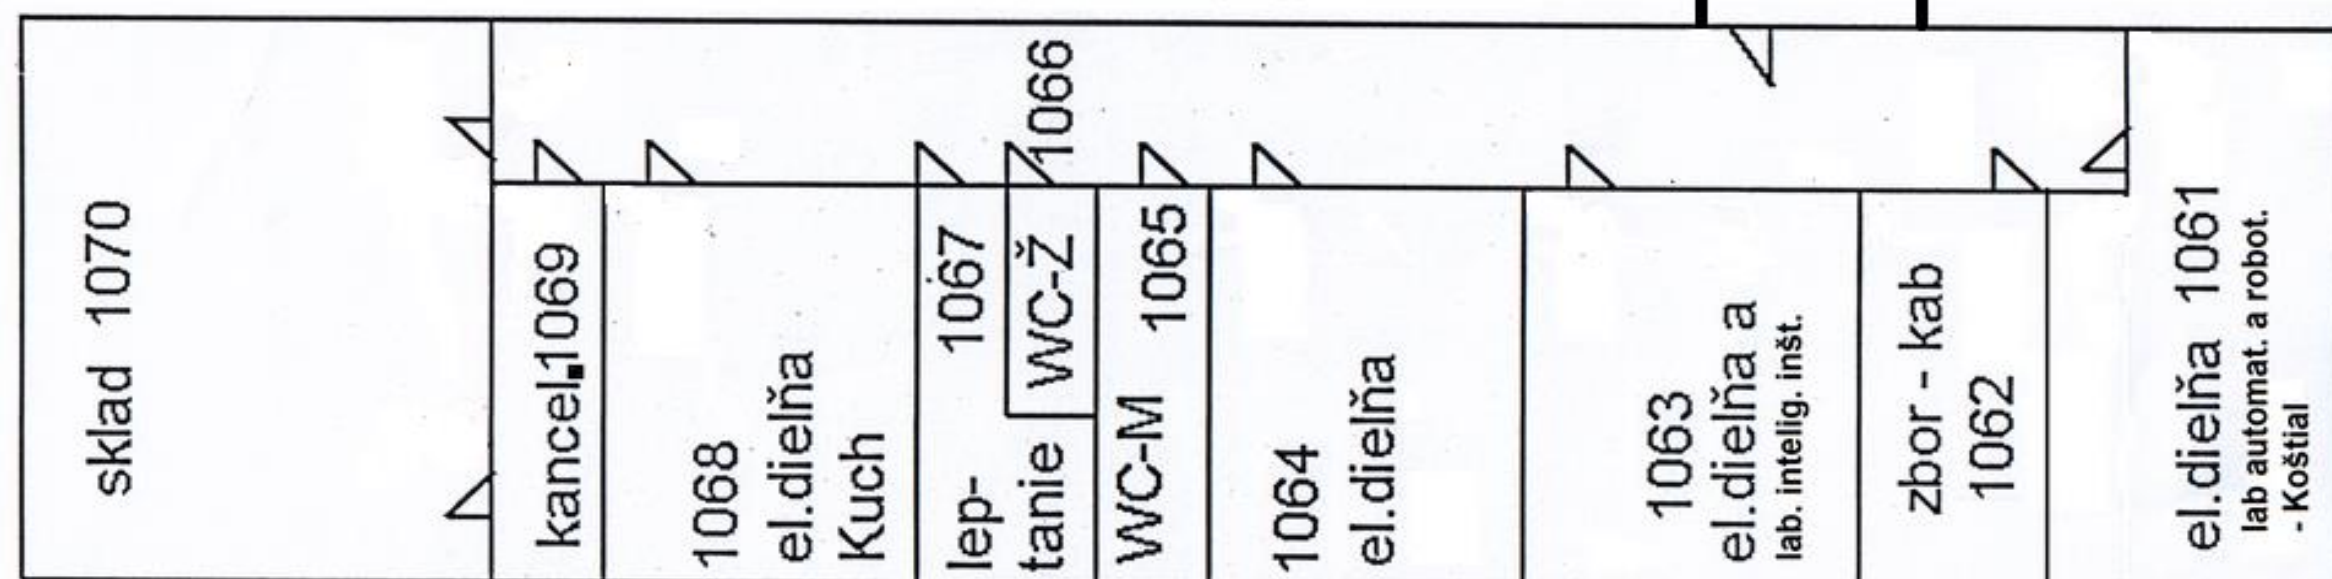 sklad 1070
kancel.1069
1068
el.dielňa
Kuch
lep-
tanie
1067
WC-Ž
1066
WC-M
1065
1064
el.dielňa
1063
el.dielňa a
lab. intelig. inšt.
zbor - kab
1062
el.dielňa 1061
lab automat. a robot.
- Koštial